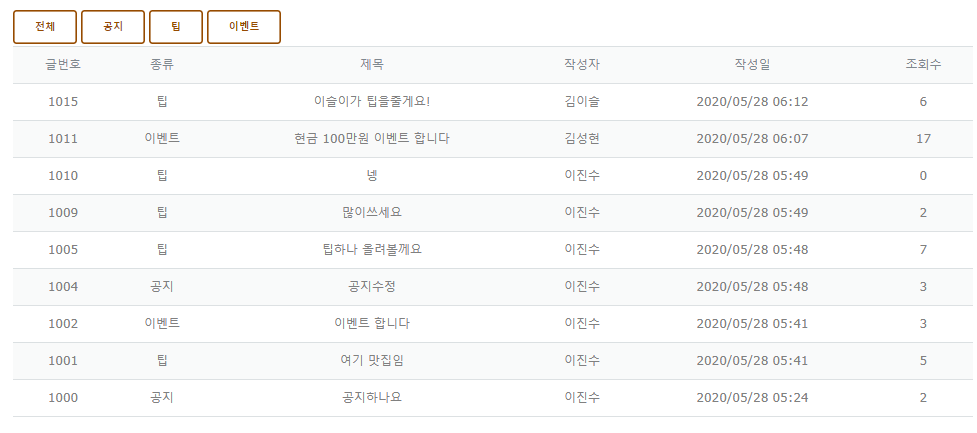 전체 공지 팁 이벤트
글번호 종류 제목 작성자 작성일 조회수
1015 팁 이슬이가 팁을줄게요! 김이슬 2020/05/28 06:12 6
1011 이벤트 현금 100만원 이벤트 합니다 김성현 2020/05/28 06:07 17
1010 팁 넹 이진수 2020/05/28 05:49 0
1009 팁 많이쓰세요 이진수 2020/05/28 05:49 2
1005 팁 팁하나 올려볼께요 이진수 2020/05/28 05:48 7
1004 공지 공지수정 이진수 2020/05/28 05:48 3
1002 이벤트 이벤트 합니다 이진수 2020/05/28 05:41 3
1001 팁 여기 맛집임 이진수 2020/05/28 05:41 5
1000 공지 공지하나요 이진수 2020/05/28 05:24 2